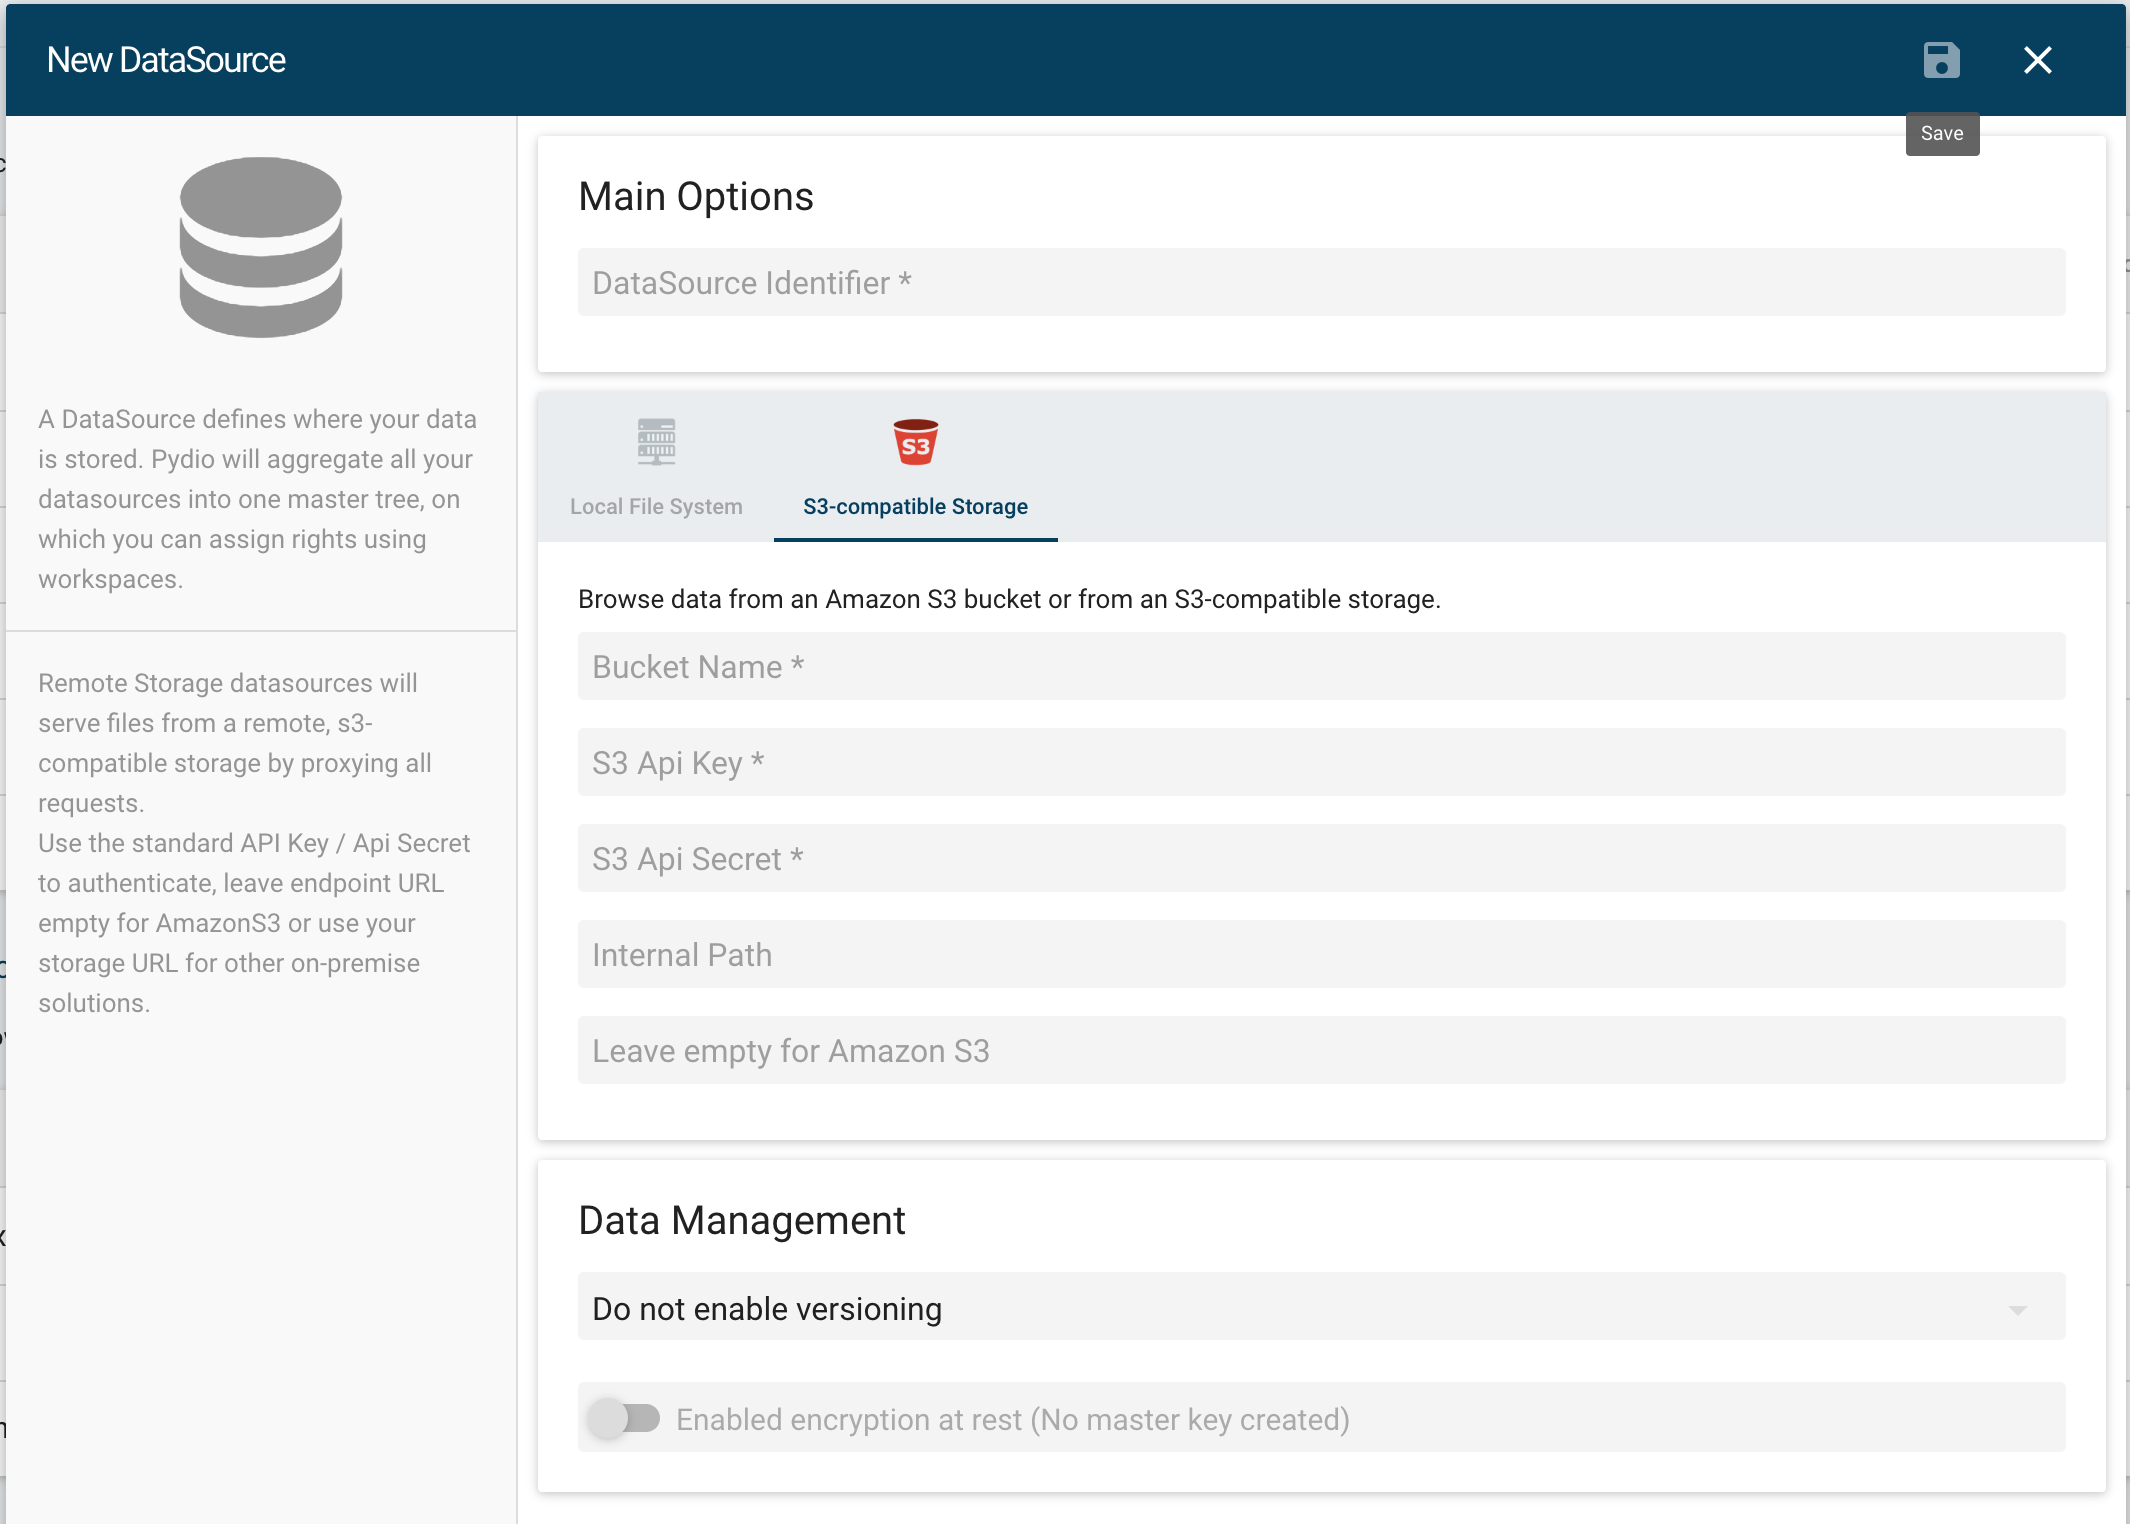 New DataSource
Save
A DataSource defines where your data
is stored. Pydio will aggregate all your
datasources into one master tree, on
which you can assign rights using
workspaces.
Remote Storage datasources will
serve files from a remote, s3-
compatible storage by proxying all
requests.
Use the standard API Key / Api Secret
to authenticate, leave endpoint URL
empty for AmazonS3 or use your
storage URL for other on-premise
solutions.
Main Options
DataSource Identifier *
Local File System
S3
S3-compatible Storage
Browse data from an Amazon S3 bucket or from an S3-compatible storage.
Bucket Name *
S3 Api Key *
S3 Api Secret *
Internal Path
Leave empty for Amazon S3
Data Management
Do not enable versioning
Enabled encryption at rest (No master key created)